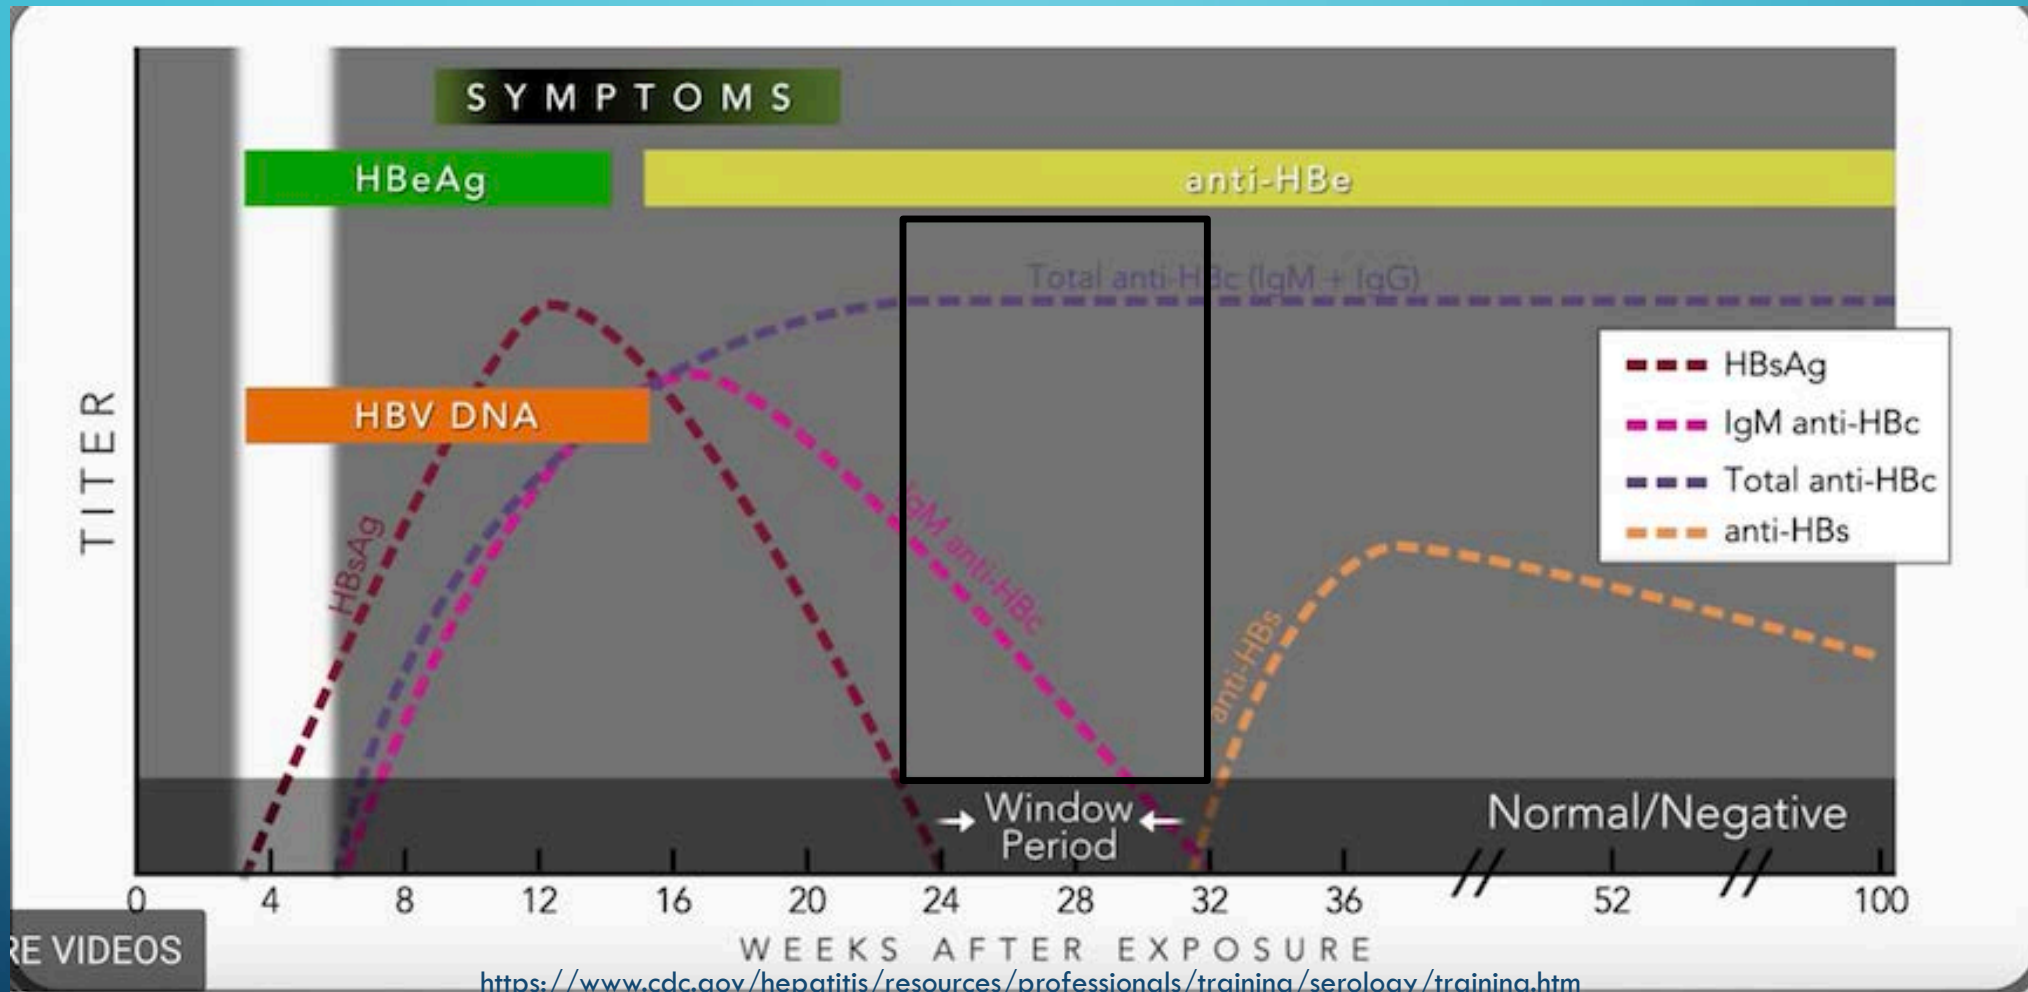 SYMPTOMS
HBeAg
anti-HBe
Total anti-HBc (IgM + IgG)
HBV DNA
HBsAg
IgM anti-HBc
anti-HBs
HBsAg
IgM anti-HBc
Total anti-HBc
anti-HBs
TITER
Window
Period
Normal/Negative
0 4 8 12 16 20 24 28 32 36 52 100
WEEKS AFTER EXPOSURE
RE VIDEOS
https://www.cdc.gov/hepatitis/resources/professionals/training/serology/training.htm